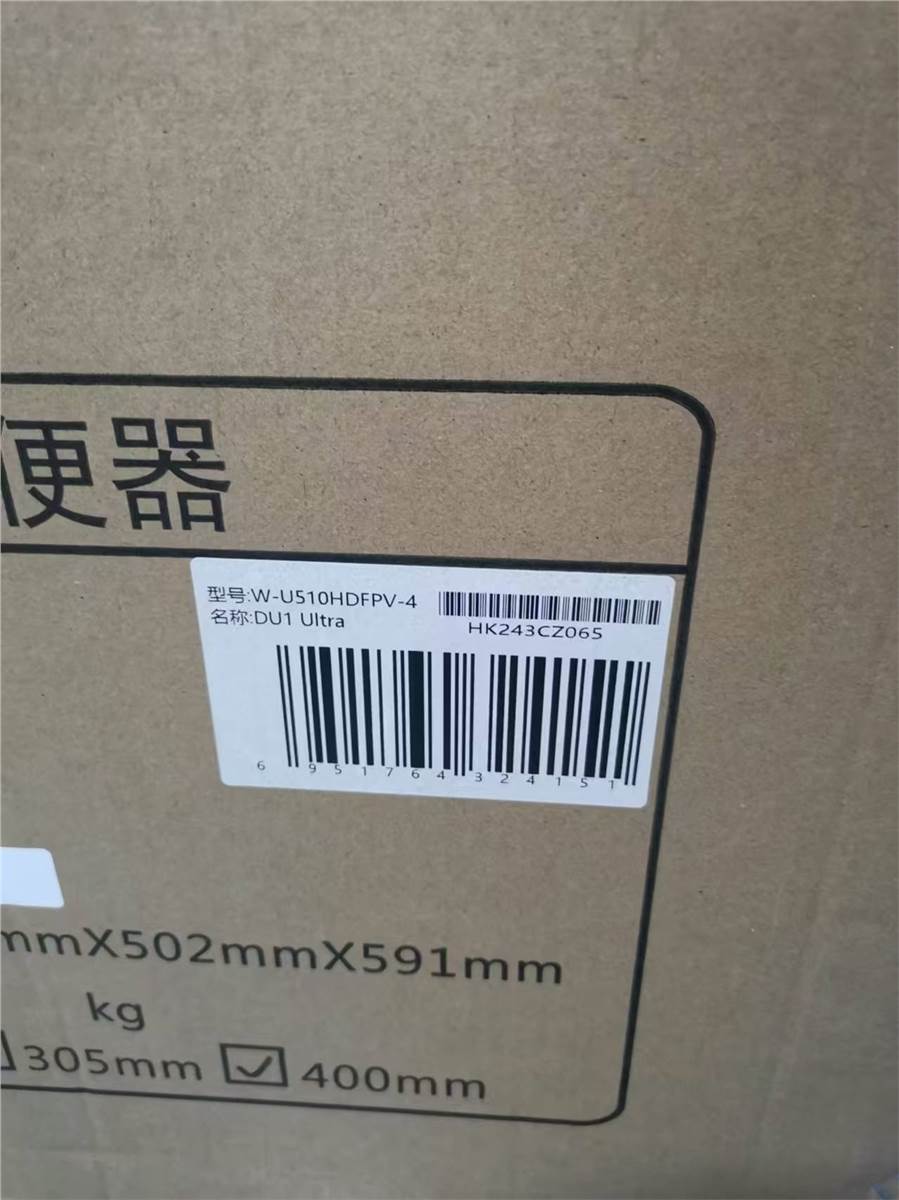 便器
型号:W-U510HDFPV-4
名称:DU1 Ultra
HK243CZ065
6 951764 324151
mmX502mmX591mm
kg
305mm ☑ 400mm